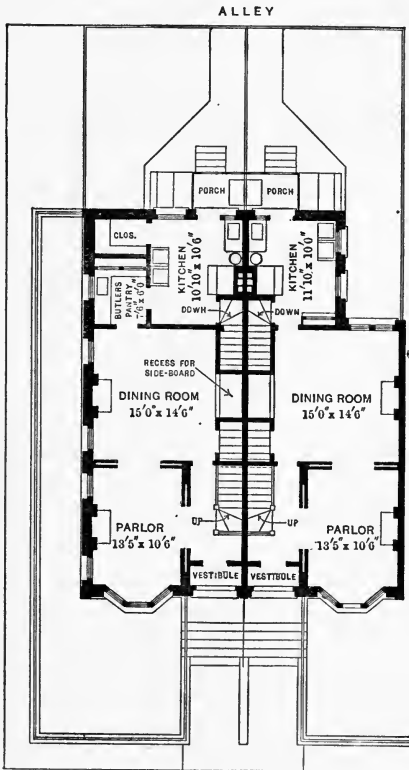 ALLEY
PORCH
PORCH
CLOS.
KITCHEN
10'10" x 10'6"
KITCHEN
11'10" x 10'0"
BUTLERS
PANTRY
DOWN
DOWN
RECESS FOR
SIDE-BOARD
DINING ROOM
15'0" x 14'6"
DINING ROOM
15'0" x 14'6"
UP
UP
PARLOR
13'5" x 10'6"
PARLOR
13'5" x 10'6"
VESTIBULE
VESTIBULE